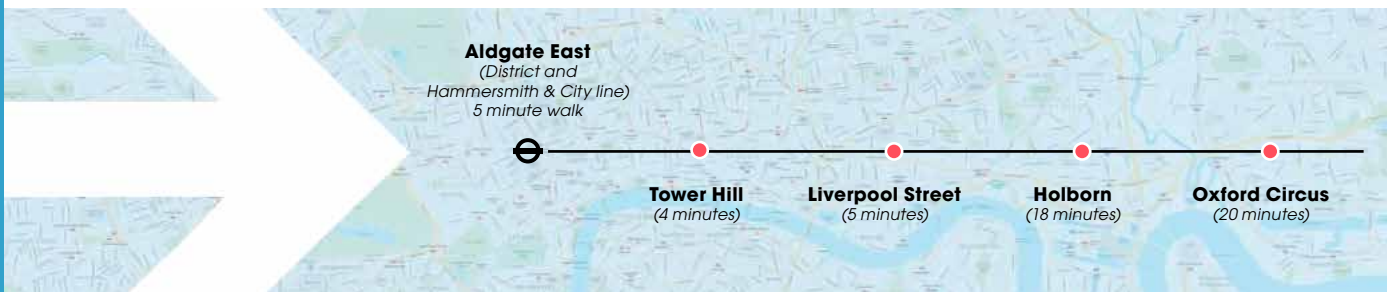 Aldgate East
(District and
Hammersmith & City line)
5 minute walk
Tower Hill
(4 minutes)
Liverpool Street
(5 minutes)
Holborn
(18 minutes)
Oxford Circus
(20 minutes)